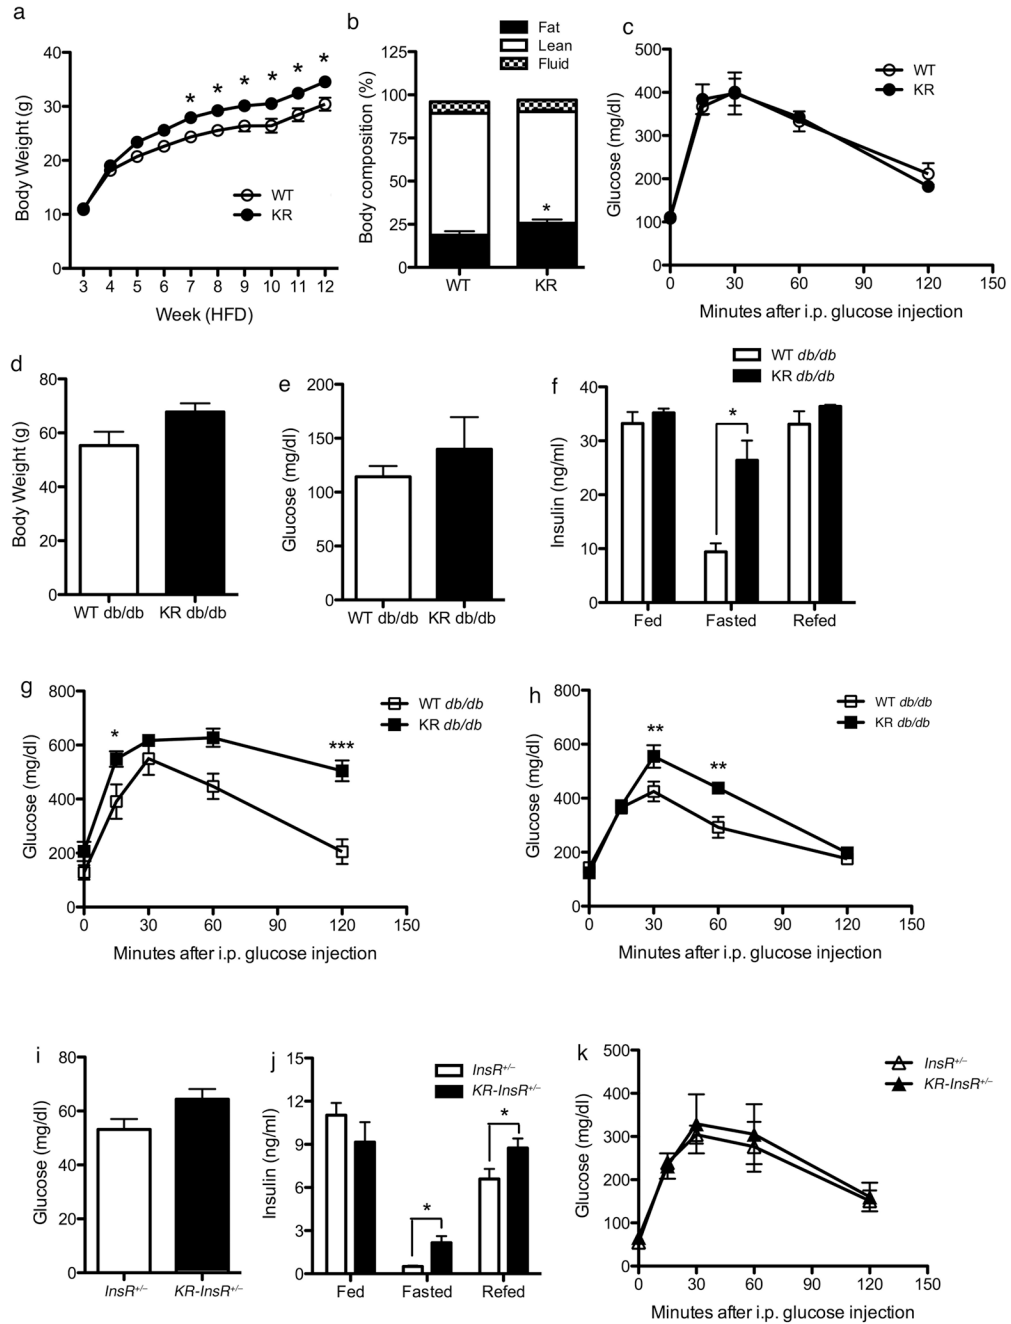 a
Body Weight (g)
40
30
20
10
0
* * * * * *
WT
KR
3 4 5 6 7 8 9 10 11 12
Week (HFD)
b
Fat
Lean
Fluid
Body composition (%)
125
100
75
50
25
0
*
WT KR
c
Glucose (mg/dl)
500
400
300
200
100
0
WT
KR
0 30 60 90 120 150
Minutes after i.p. glucose injection
d
Body Weight (g)
80
60
40
20
0
WT db/db KR db/db
e
Glucose (mg/dl)
200
150
100
50
0
WT db/db KR db/db
f
WT db/db
KR db/db
Insulin (ng/ml)
40
30
20
10
0
*
Fed Fasted Refed
g
Glucose (mg/dl)
800
600
400
200
0
* ***
WT db/db
KR db/db
0 30 60 90 120 150
Minutes after i.p. glucose injection
h
Glucose (mg/dl)
800
600
400
200
0
** **
WT db/db
KR db/db
0 30 60 90 120 150
Minutes after i.p. glucose injection
i
Glucose (mg/dl)
80
60
40
20
0
InsR+/− KR-InsR+/−
j
Insulin (ng/ml)
15
12
9
6
3
0
InsR+/−
KR-InsR+/−
* *
Fed Fasted Refed
k
Glucose (mg/dl)
500
400
300
200
100
0
InsR+/−
KR-InsR+/−
0 30 60 90 120 150
Minutes after i.p. glucose injection